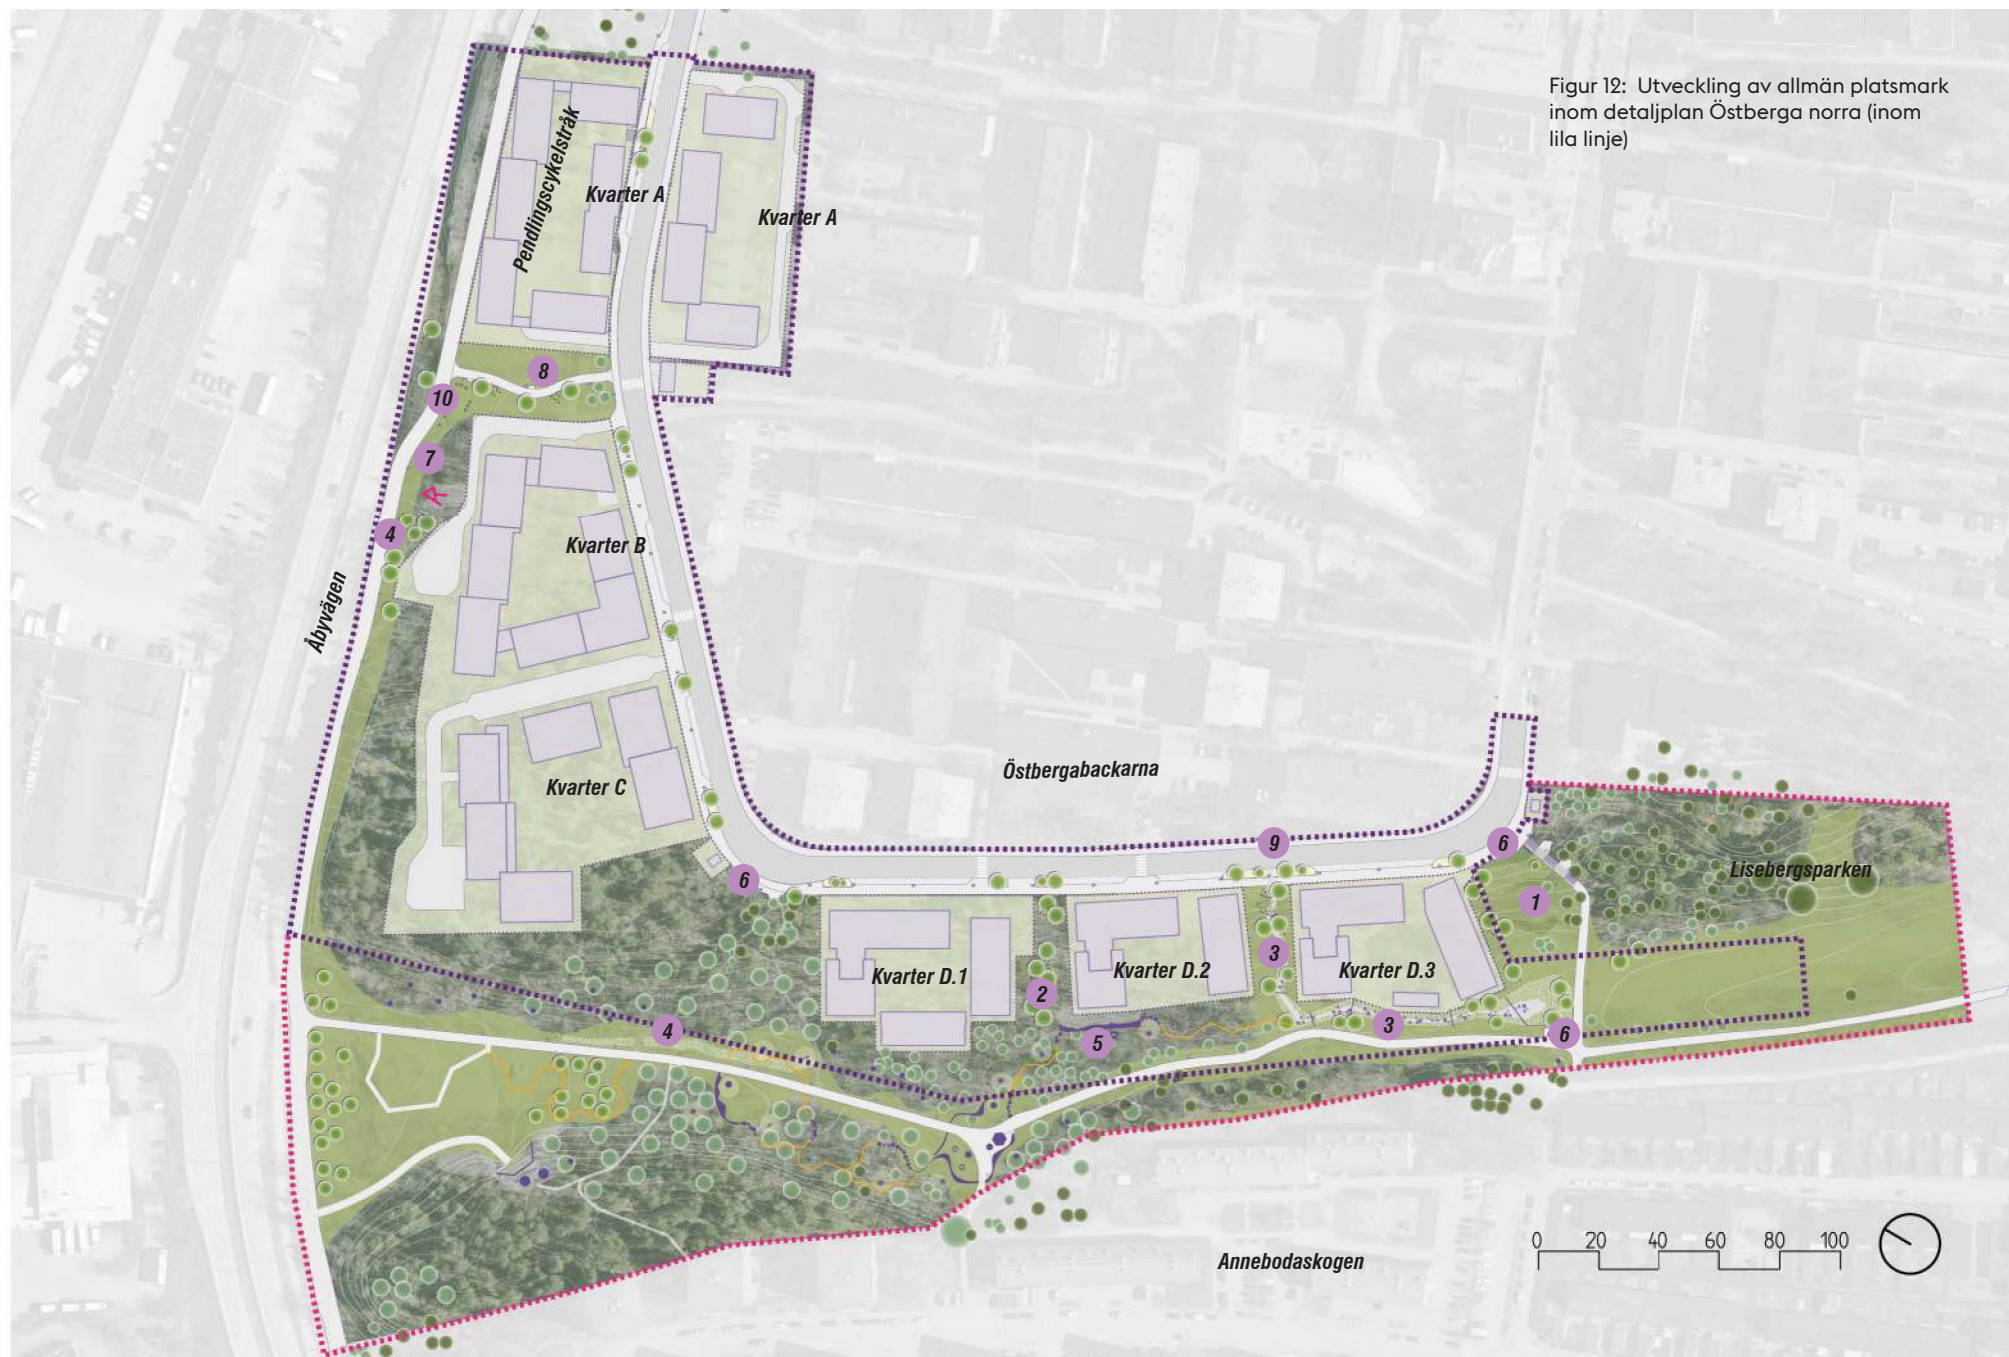 Figur 12: Utveckling av allmän platsmark
inom detaljplan Östberga norra (inom
lila linje)
Pendlingscykelstråk
Kvarter A
Kvarter A
8
10
7
4
Kvarter B
Åbyvägen
Kvarter C
Östbergabackarna
9
6
6
Lisebergsparken
1
Kvarter D.1
Kvarter D.2
3
Kvarter D.3
2
4
5
3
6
0 20 40 60 80 100
Annebodaskogen